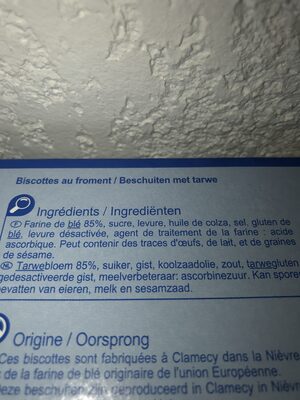 Biscottes au froment / Beschuiten met tarwe
Ingrédients / Ingrediënten
Farine de blé 85%, sucre, levure, huile de colza, sel, gluten de
blé, levure désactivée, agent de traitement de la farine : acide
ascorbique. Peut contenir des traces d'œufs, de lait, et de graines
de sésame.
Tarwebloem 85%, suiker, gist, koolzaadolie, zout, tarwegluten,
gedesactiveerde gist, meelverbeteraar: ascorbinezuur. Kan spore
bevatten van eieren, melk en sesamzaad.
Origine / Oorsprong
Ces biscottes sont fabriquées à Clamecy dans la Nièvr
de la farine de blé originaire de l'union Européenne.
Deze beschuiten zijn geproduceerd in Clamecy in Nièvr